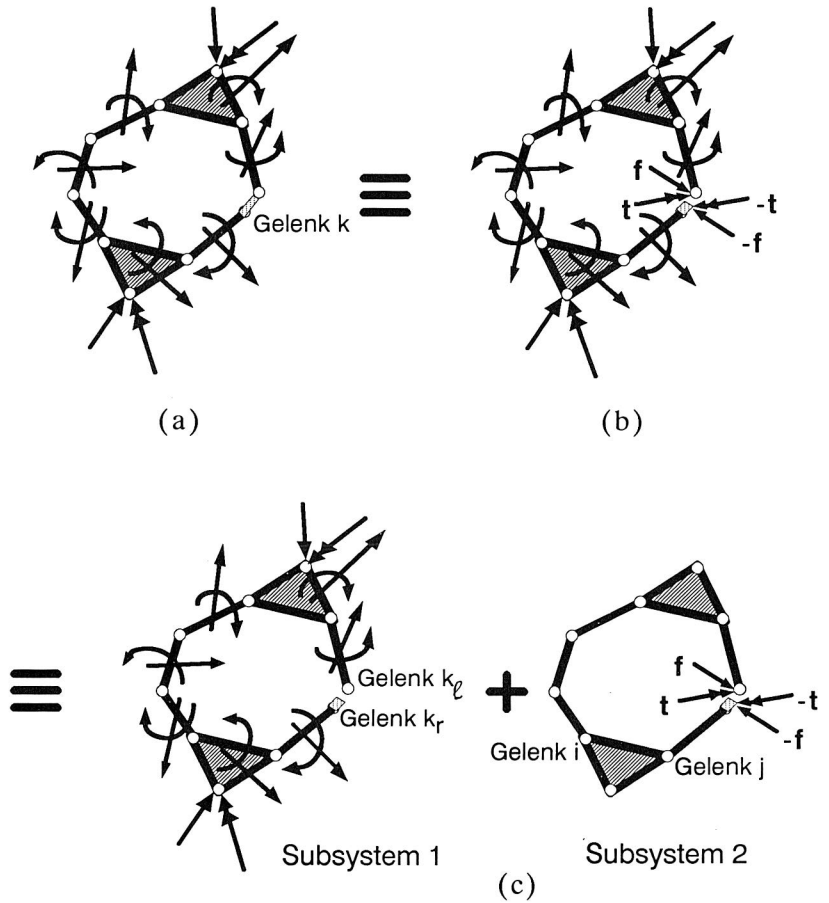 f
Gelenk k
t
-t
-f
(a)
(b)
Gelenk kℓ
Gelenk kr
f
t
-t
-f
Gelenk i
Gelenk j
Subsystem 1
Subsystem 2
(c)